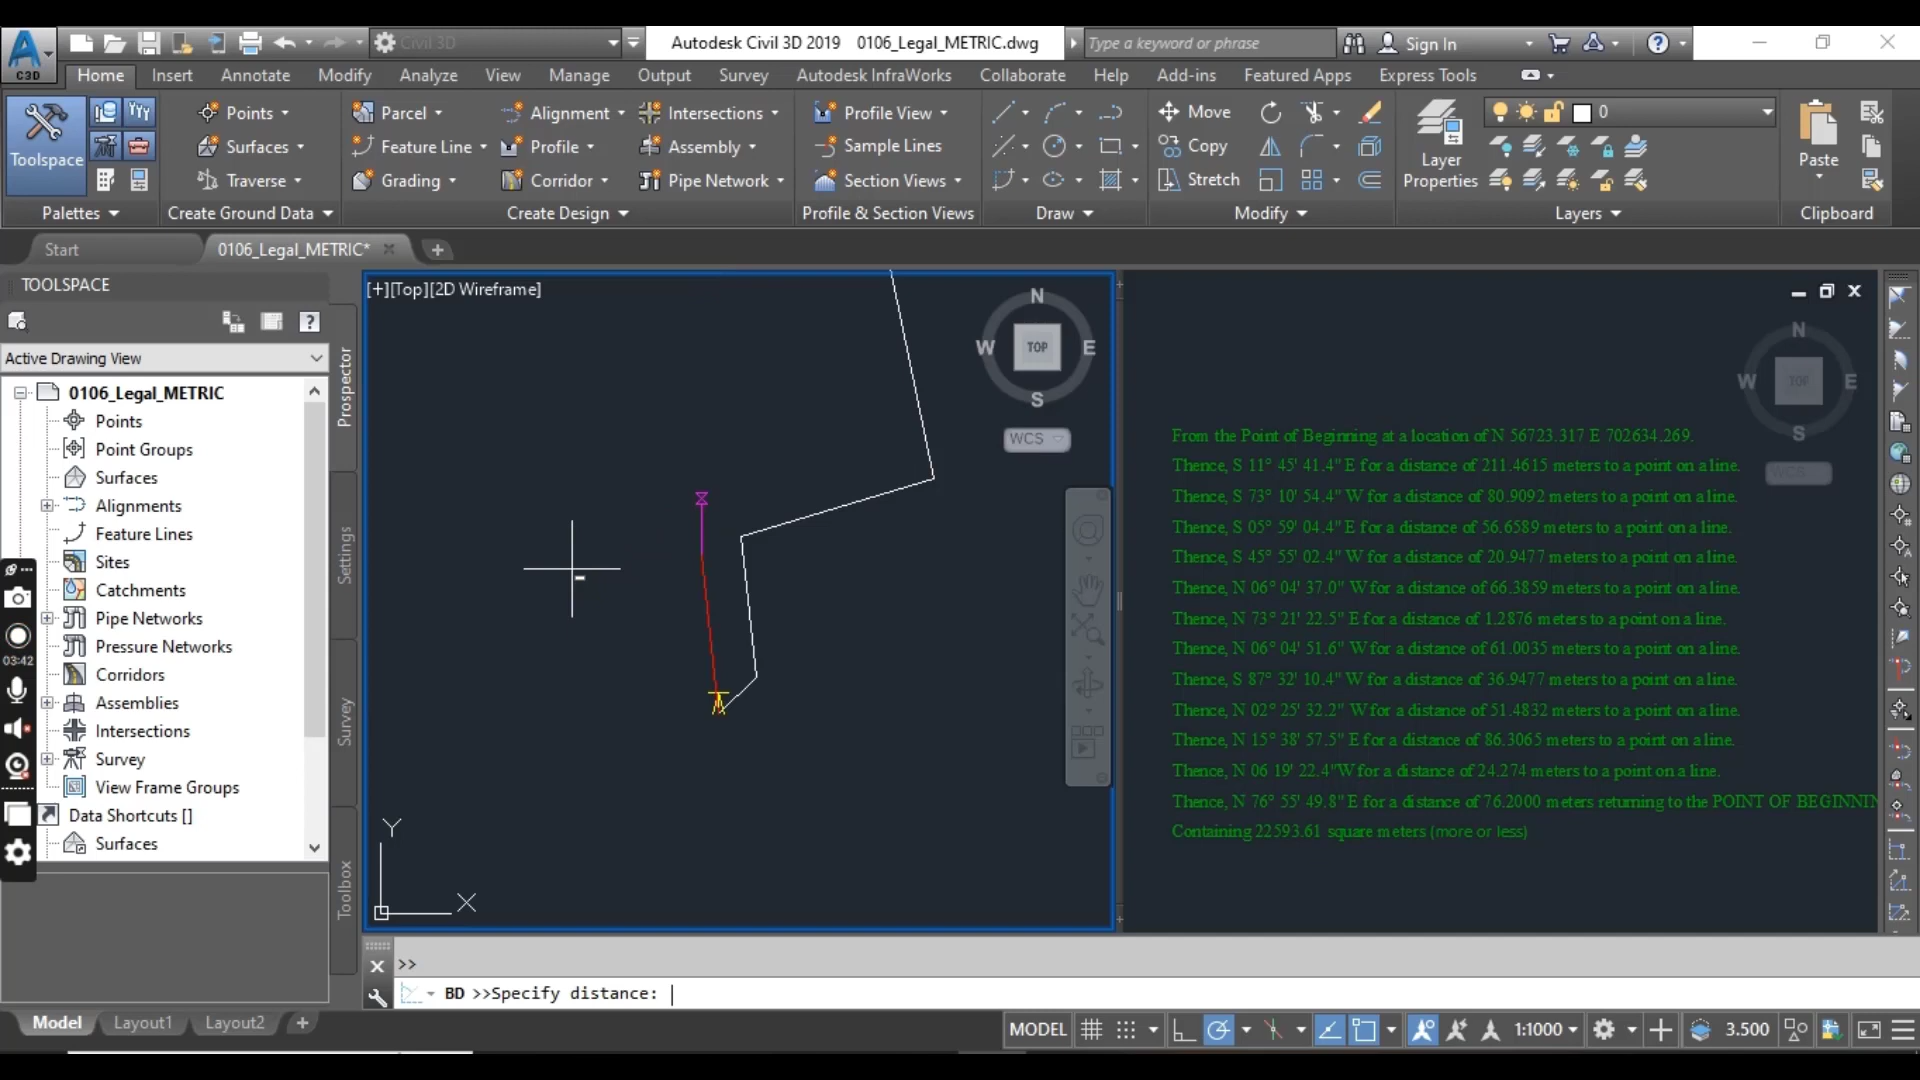 C3D
Civil 3D
Autodesk Civil 3D 2019 0106_Legal_METRIC.dwg
Type a keyword or phrase
Sign In
Home Insert Annotate Modify Analyze View Manage Output Survey Autodesk InfraWorks Collaborate Help Add-ins Featured Apps Express Tools
Points Parcel Alignment Intersections Profile View Move 0
Toolspace Surfaces Feature Line Profile Assembly Sample Lines Copy Layer Properties Paste
Traverse Grading Corridor Pipe Network Section Views Stretch
Palettes Create Ground Data Create Design Profile & Section Views Draw Modify Layers Clipboard
Start 0106_Legal_METRIC*
TOOLSPACE
Active Drawing View
0106_Legal_METRIC
Points
Point Groups
Surfaces
Alignments
Feature Lines
Sites
Catchments
Pipe Networks
Pressure Networks
Corridors
Assemblies
Intersections
Survey
View Frame Groups
Data Shortcuts []
Surfaces
Prospector
Settings
Survey
Toolbox
03:42
[+][Top][2D Wireframe]
N
W TOP E
S
WCS
Y
X
N
W TOP E
S
WCS
From the Point of Beginning at a location of N 56723.317 E 702634.269.
Thence, S 11° 45' 41.4" E for a distance of 211.4615 meters to a point on a line.
Thence, S 73° 10' 54.4" W for a distance of 80.9092 meters to a point on a line.
Thence, S 05° 59' 04.4" E for a distance of 56.6589 meters to a point on a line.
Thence, S 45° 55' 02.4" W for a distance of 20.9477 meters to a point on a line.
Thence, N 06° 04' 37.0" W for a distance of 66.3859 meters to a point on a line.
Thence, N 73° 21' 22.5" E for a distance of 1.2876 meters to a point on a line.
Thence, N 06° 04' 51.6" W for a distance of 61.0035 meters to a point on a line.
Thence, S 87° 32' 10.4" W for a distance of 36.9477 meters to a point on a line.
Thence, N 02° 25' 32.2" W for a distance of 51.4832 meters to a point on a line.
Thence, N 15° 38' 57.5" E for a distance of 86.3065 meters to a point on a line.
Thence, N 06 19' 22.4"W for a distance of 24.274 meters to a point on a line.
Thence, N 76° 55' 49.8" E for a distance of 76.2000 meters returning to the POINT OF BEGINNIN
Containing 22593.61 square meters (more or less)
>>
BD >>Specify distance:
Model Layout1 Layout2
MODEL 1:1000 3.500